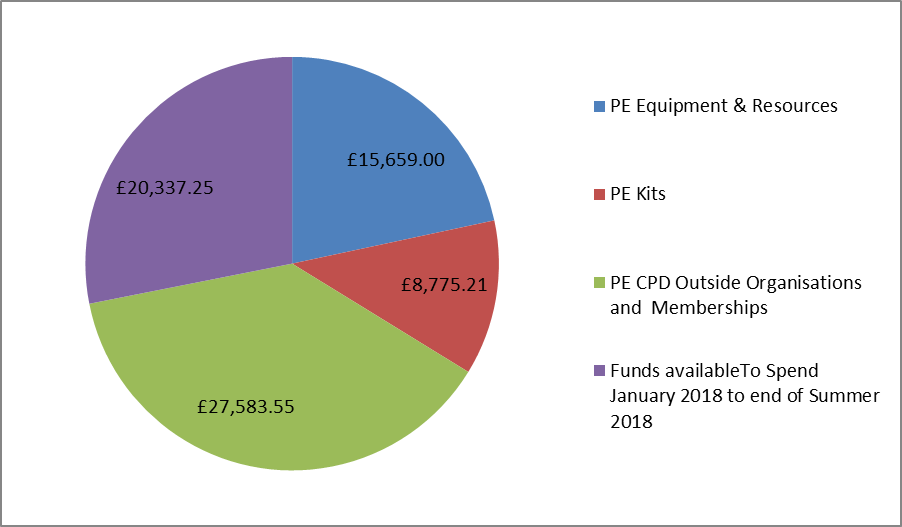 £15,659.00
£20,337.25
£8,775.21
£27,583.55
PE Equipment & Resources
PE Kits
PE CPD Outside Organisations
and Memberships
Funds availableTo Spend
January 2018 to end of Summer
2018